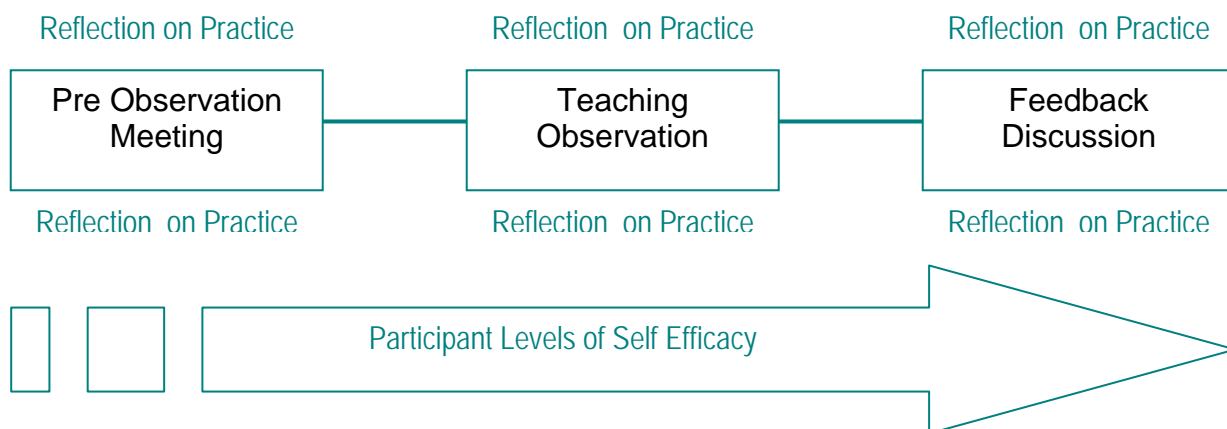 Reflection on Practice
Reflection on Practice
Reflection on Practice
Pre Observation
Meeting
Teaching
Observation
Feedback
Discussion
Reflection on Practice
Reflection on Practice
Reflection on Practice
Participant Levels of Self Efficacy